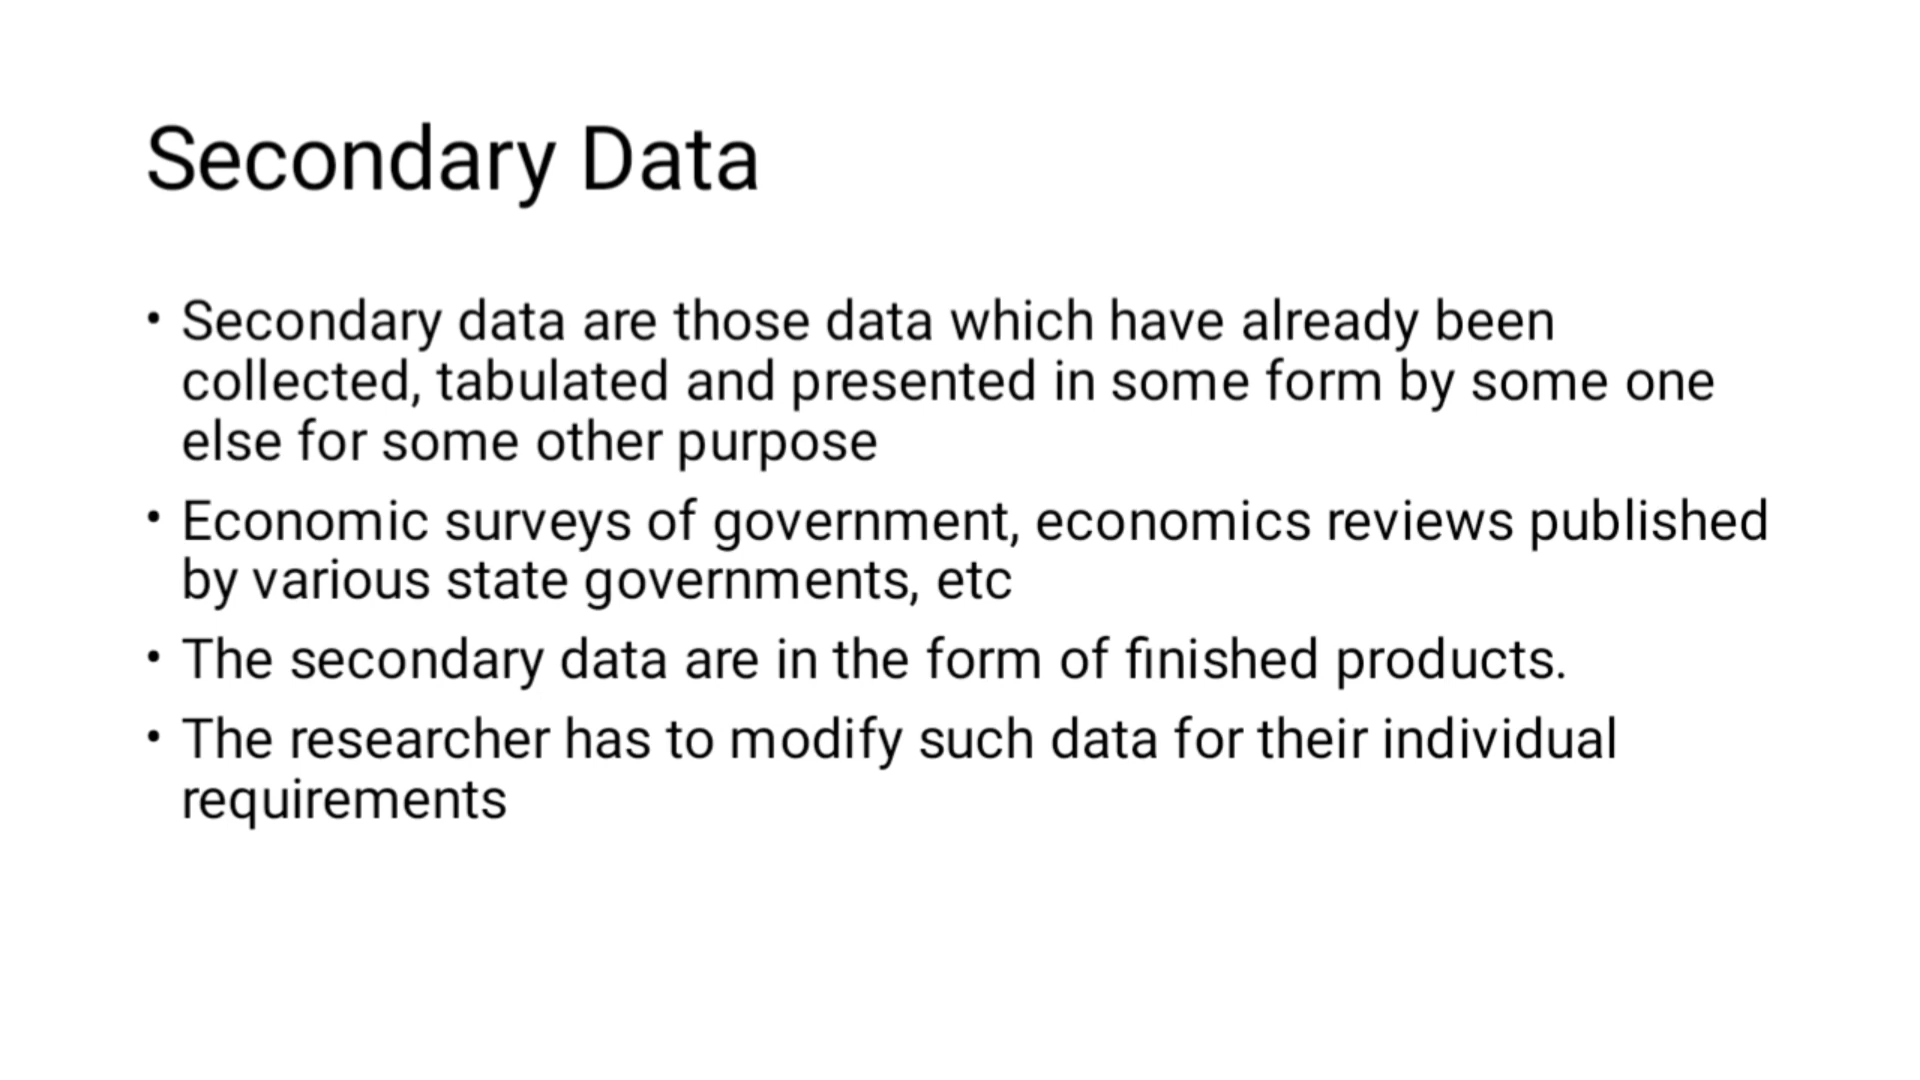 Secondary Data
• Secondary data are those data which have already been
collected, tabulated and presented in some form by some one
else for some other purpose
• Economic surveys of government, economics reviews published
by various state governments, etc
• The secondary data are in the form of finished products.
• The researcher has to modify such data for their individual
requirements